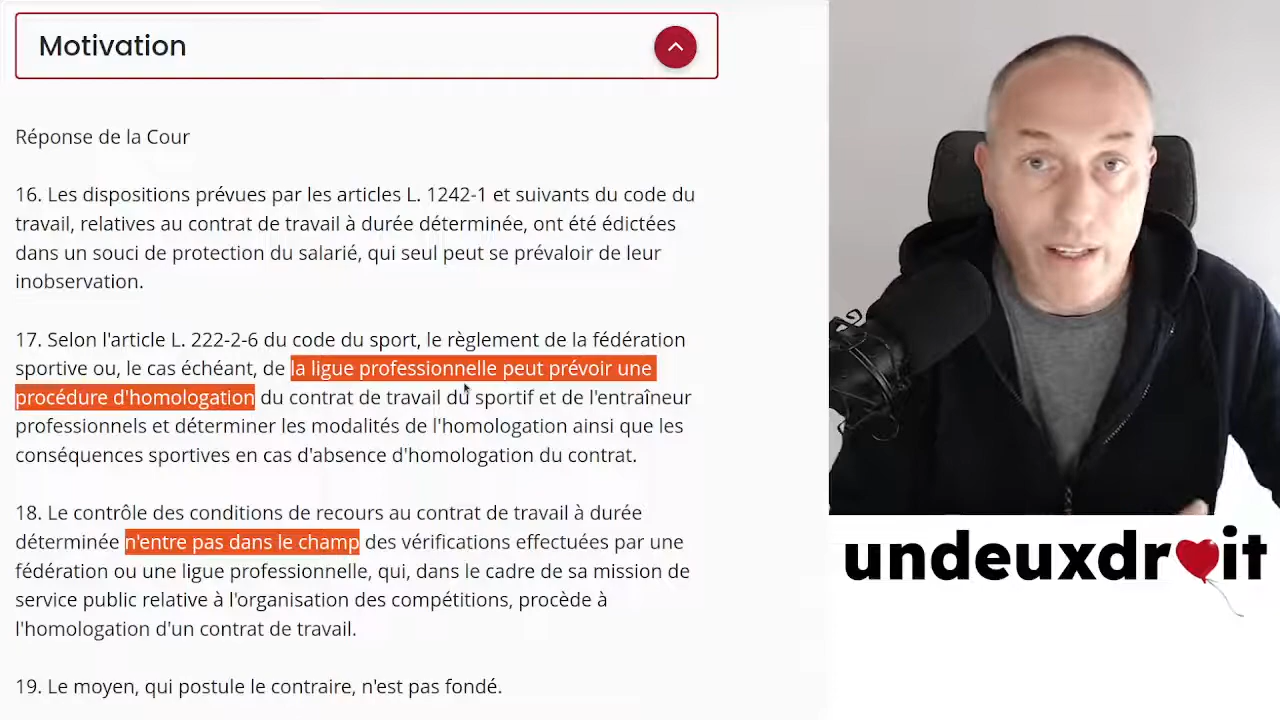 Motivation
Réponse de la Cour
16. Les dispositions prévues par les articles L. 1242-1 et suivants du code du
travail, relatives au contrat de travail à durée déterminée, ont été édictées
dans un souci de protection du salarié, qui seul peut se prévaloir de leur
inobservation.
17. Selon l'article L. 222-2-6 du code du sport, le règlement de la fédération
sportive ou, le cas échéant, de la ligue professionnelle peut prévoir une
procédure d'homologation du contrat de travail du sportif et de l'entraîneur
professionnels et déterminer les modalités de l'homologation ainsi que les
conséquences sportives en cas d'absence d'homologation du contrat.
18. Le contrôle des conditions de recours au contrat de travail à durée
déterminée n'entre pas dans le champ des vérifications effectuées par une
fédération ou une ligue professionnelle, qui, dans le cadre de sa mission de
service public relative à l'organisation des compétitions, procède à
l'homologation d'un contrat de travail.
19. Le moyen, qui postule le contraire, n'est pas fondé.
undeuxdroit